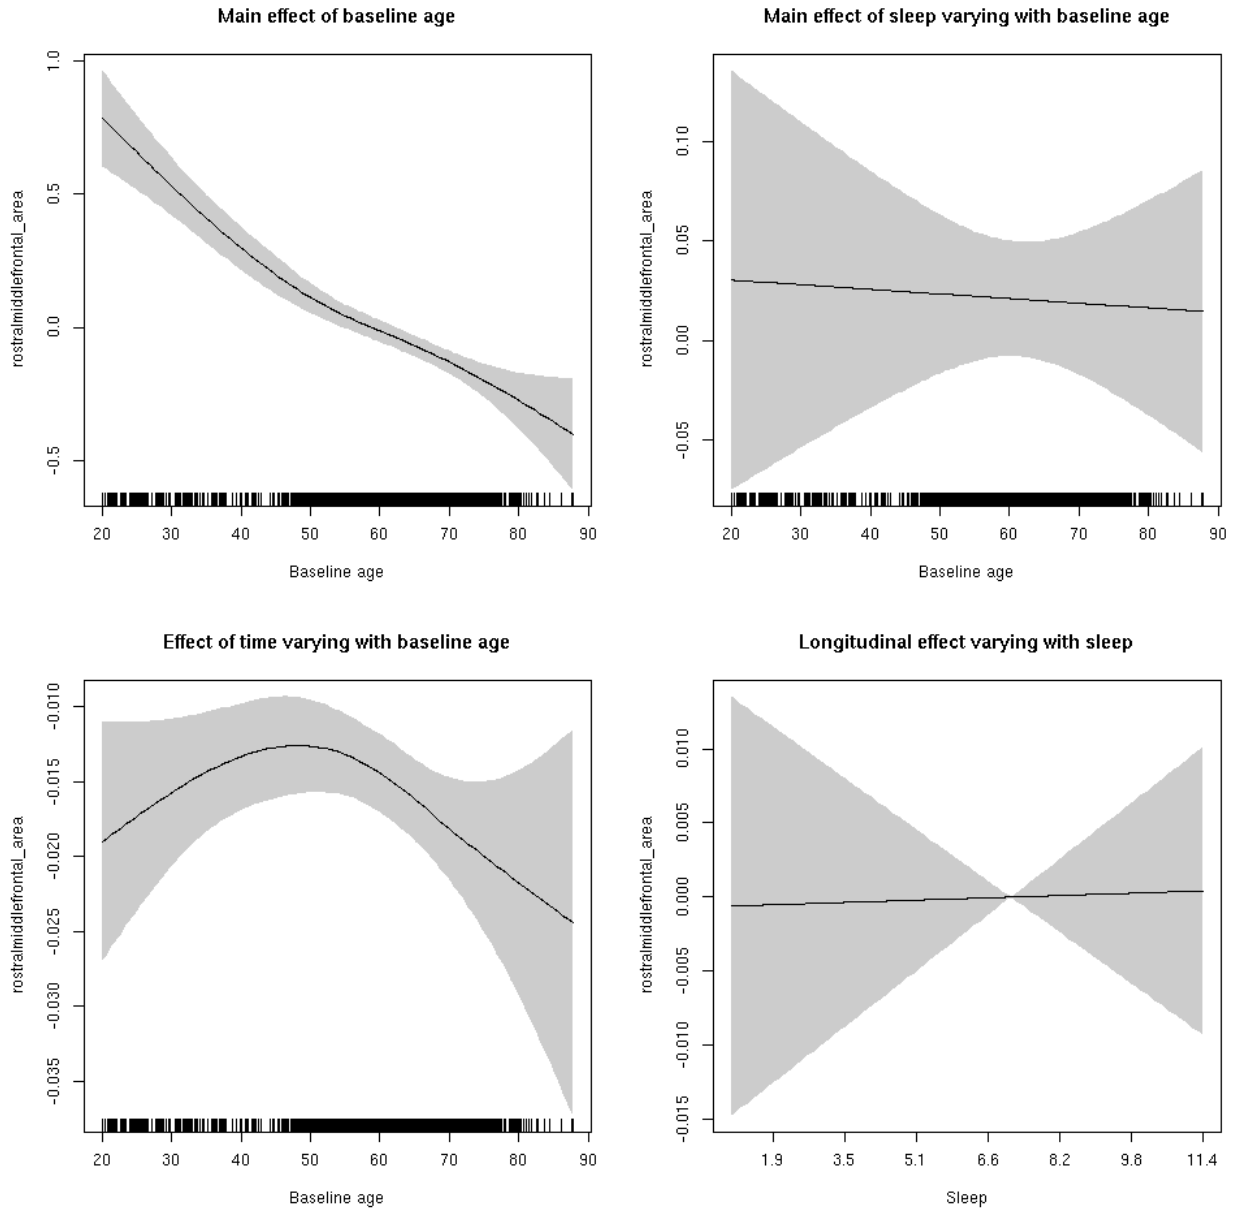 Main effect of baseline age
rostralmiddlefrontal_area
1.0
0.5
0.0
-0.5
20 30 40 50 60 70 80 90
Baseline age
Main effect of sleep varying with baseline age
rostralmiddlefrontal_area
0.10
0.05
0.00
-0.05
20 30 40 50 60 70 80 90
Baseline age
Effect of time varying with baseline age
rostralmiddlefrontal_area
-0.010
-0.015
-0.020
-0.025
-0.030
-0.035
20 30 40 50 60 70 80 90
Baseline age
Longitudinal effect varying with sleep
rostralmiddlefrontal_area
0.010
0.005
0.000
-0.005
-0.010
-0.015
1.9 3.5 5.1 6.6 8.2 9.8 11.4
Sleep